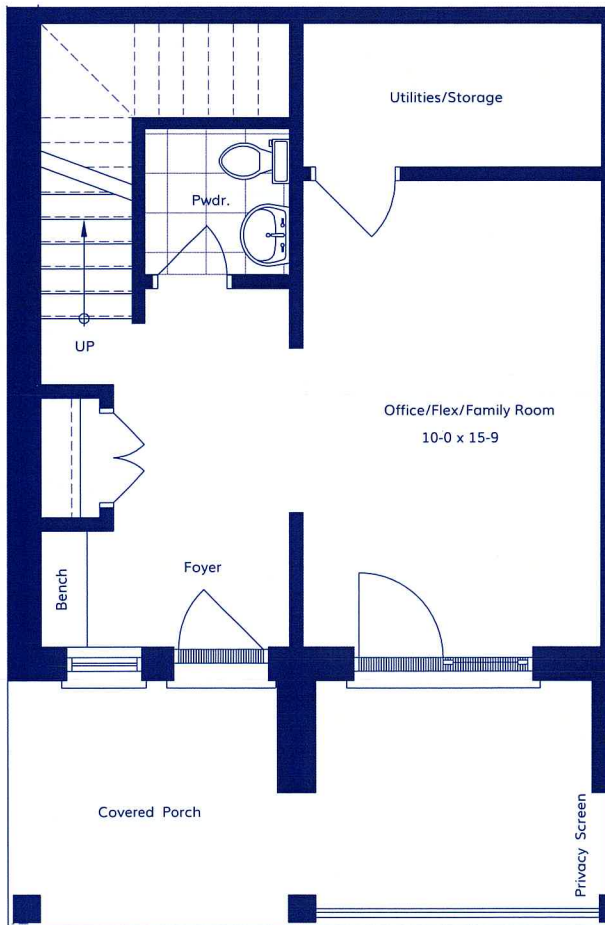 Utilities/Storage
Pwdr.
UP
Office/Flex/Family Room
10-0 x 15-9
Foyer
Bench
Covered Porch
Privacy Screen